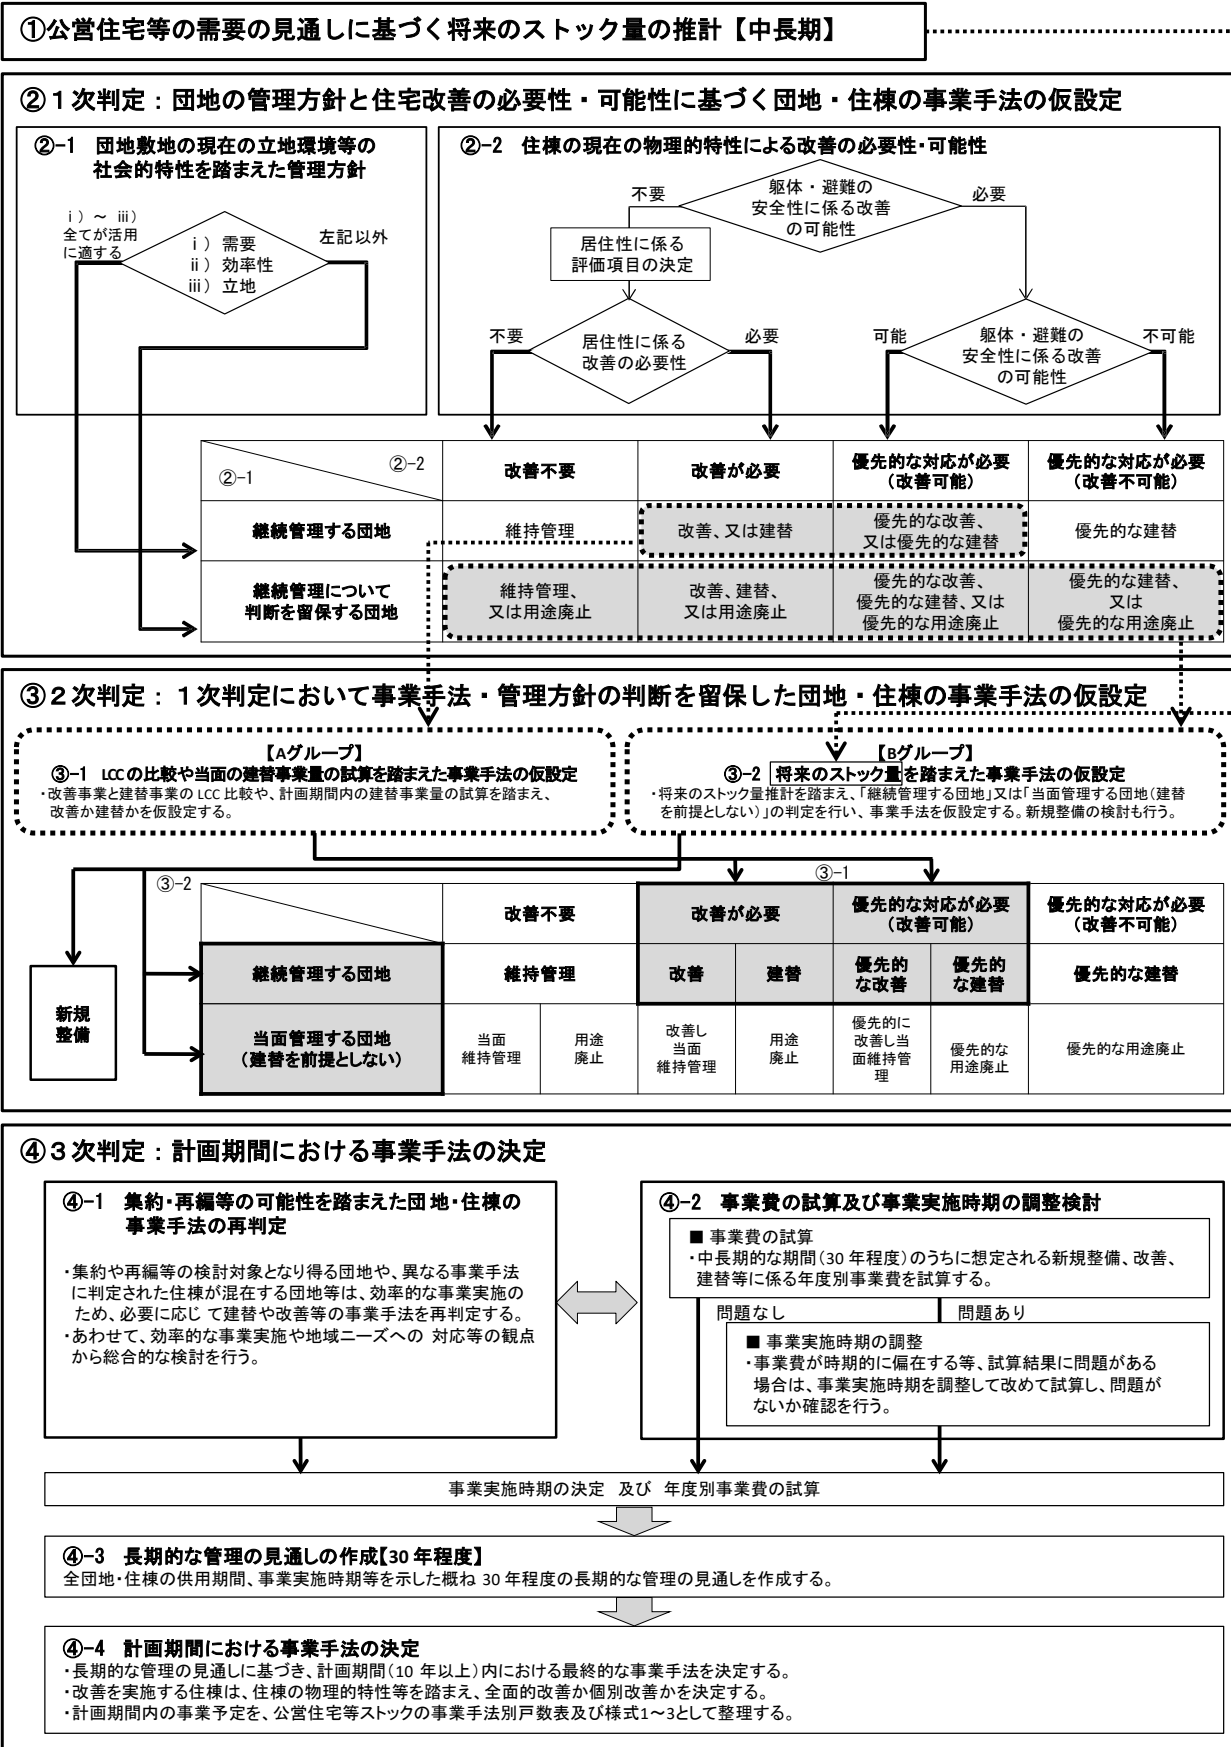 ①公営住宅等の需要の見通しに基づく将来のストック量の推計【中長期】
②１次判定：団地の管理方針と住宅改善の必要性・可能性に基づく団地・住棟の事業手法の仮設定
②-1 団地敷地の現在の立地環境等の
社会的特性を踏まえた管理方針
ⅰ）～ ⅲ）
全てが活用
に適する
ⅰ）需要
ⅱ）効率性
ⅲ）立地
左記以外
②-2 住棟の現在の物理的特性による改善の必要性・可能性
不要
躯体・避難の
安全性に係る改善
の可能性
必要
居住性に係る
評価項目の決定
不要
居住性に係る
改善の必要性
必要
可能
躯体・避難の
安全性に係る改善
の可能性
不可能
②-1
②-2
改善不要
改善が必要
優先的な対応が必要
（改善可能）
優先的な対応が必要
（改善不可能）
継続管理する団地
維持管理
改善、又は建替
優先的な改善、
又は優先的な建替
優先的な建替
継続管理について
判断を留保する団地
維持管理、
又は用途廃止
改善、建替、
又は用途廃止
優先的な改善、
優先的な建替、又は
優先的な用途廃止
優先的な建替、
又は
優先的な用途廃止
③２次判定：１次判定において事業手法・管理方針の判断を留保した団地・住棟の事業手法の仮設定
【Aグループ】
③-1 LCCの比較や当面の建替事業量の試算を踏まえた事業手法の仮設定
・改善事業と建替事業の LCC 比較や、計画期間内の建替事業量の試算を踏まえ、
改善か建替かを仮設定する。
【Bグループ】
③-2 将来のストック量を踏まえた事業手法の仮設定
・将来のストック量推計を踏まえ、「継続管理する団地」又は「当面管理する団地（建替
を前提としない）」の判定を行い、事業手法を仮設定する。新規整備の検討も行う。
③-2
③-1
改善不要
改善が必要
優先的な対応が必要
（改善可能）
優先的な対応が必要
（改善不可能）
継続管理する団地
維持管理
改善
建替
優先的
な改善
優先的
な建替
優先的な建替
新規
整備
当面管理する団地
（建替を前提としない）
当面
維持管理
用途
廃止
改善し
当面
維持管理
用途
廃止
優先的に
改善し当
面維持管
理
優先的な
用途廃止
優先的な用途廃止
④３次判定：計画期間における事業手法の決定
④-1 集約・再編等の可能性を踏まえた団地・住棟の
事業手法の再判定
・集約や再編等の検討対象となり得る団地や、異なる事業手法
に判定された住棟が混在する団地等は、効率的な事業実施の
ため、必要に応じ て建替や改善等の事業手法を再判定する。
・あわせて、効率的な事業実施や地域ニーズへの 対応等の観点
から総合的な検討を行う。
④-2 事業費の試算及び事業実施時期の調整検討
■ 事業費の試算
・中長期的な期間（30 年程度）のうちに想定される新規整備、改善、
建替等に係る年度別事業費を試算する。
問題なし
問題あり
■ 事業実施時期の調整
・事業費が時期的に偏在する等、試算結果に問題がある
場合は、事業実施時期を調整して改めて試算し、問題が
ないか確認を行う。
事業実施時期の決定 及び 年度別事業費の試算
④-3 長期的な管理の見通しの作成【30 年程度】
全団地・住棟の供用期間、事業実施時期等を示した概ね 30 年程度の長期的な管理の見通しを作成する。
④-4 計画期間における事業手法の決定
・長期的な管理の見通しに基づき、計画期間（10 年以上）内における最終的な事業手法を決定する。
・改善を実施する住棟は、住棟の物理的特性等を踏まえ、全面的改善か個別改善かを決定する。
・計画期間内の事業予定を、公営住宅等ストックの事業手法別戸数表及び様式1～3として整理する。